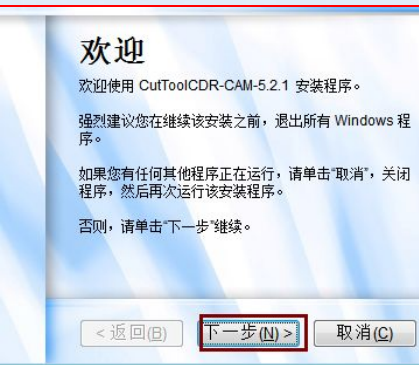 欢迎
欢迎使用 CutToolCDR-CAM-5.2.1 安装程序。
强烈建议您在继续该安装之前，退出所有 Windows 程
序。
如果您有任何其他程序正在运行，请单击“取消”，关闭
程序，然后再次运行该安装程序。
否则，请单击“下一步”继续。
< 返回(B) 下一步(N) > 取消(C)